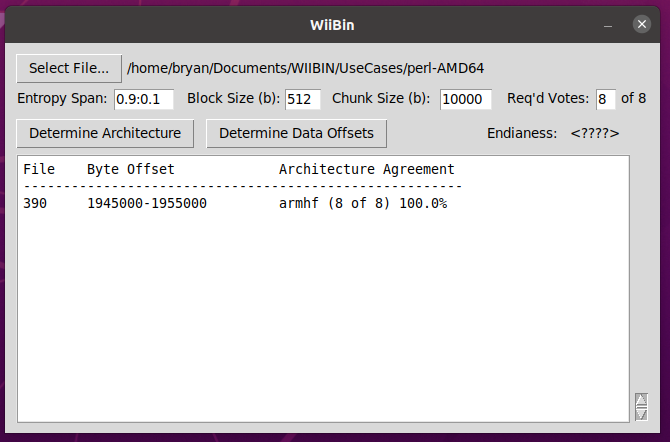 WiiBin
Select File... /home/bryan/Documents/WIIBIN/UseCases/perl-AMD64
Entropy Span: 0.9:0.1 Block Size (b): 512 Chunk Size (b): 10000 Req'd Votes: 8 of 8
Determine Architecture Determine Data Offsets Endianess: <????>
File Byte Offset Architecture Agreement
-------------------------------------------------------
390 1945000-1955000 armhf (8 of 8) 100.0%